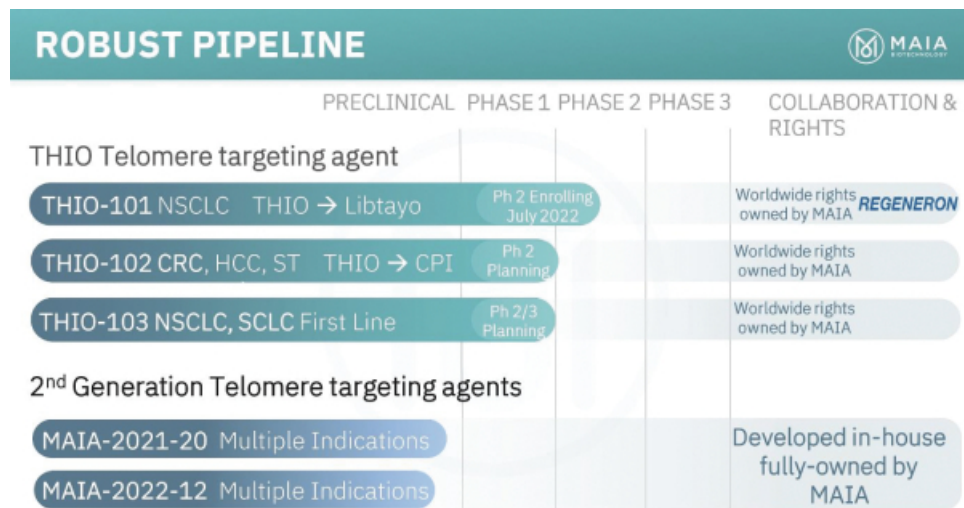 ROBUST PIPELINE
MAIA
BIOTECHNOLOGY
PRECLINICAL PHASE 1 PHASE 2 PHASE 3 COLLABORATION &
RIGHTS
THIO Telomere targeting agent
THIO-101 NSCLC THIO → Libtayo
Ph 2 Enrolling
July 2022
Worldwide rights
owned by MAIA
REGENERON
THIO-102 CRC, HCC, ST THIO → CPI
Ph 2
Planning
Worldwide rights
owned by MAIA
THIO-103 NSCLC, SCLC First Line
Ph 2/3
Planning
Worldwide rights
owned by MAIA
2nd Generation Telomere targeting agents
MAIA-2021-20 Multiple Indications
MAIA-2022-12 Multiple Indications
Developed in-house
fully-owned by
MAIA